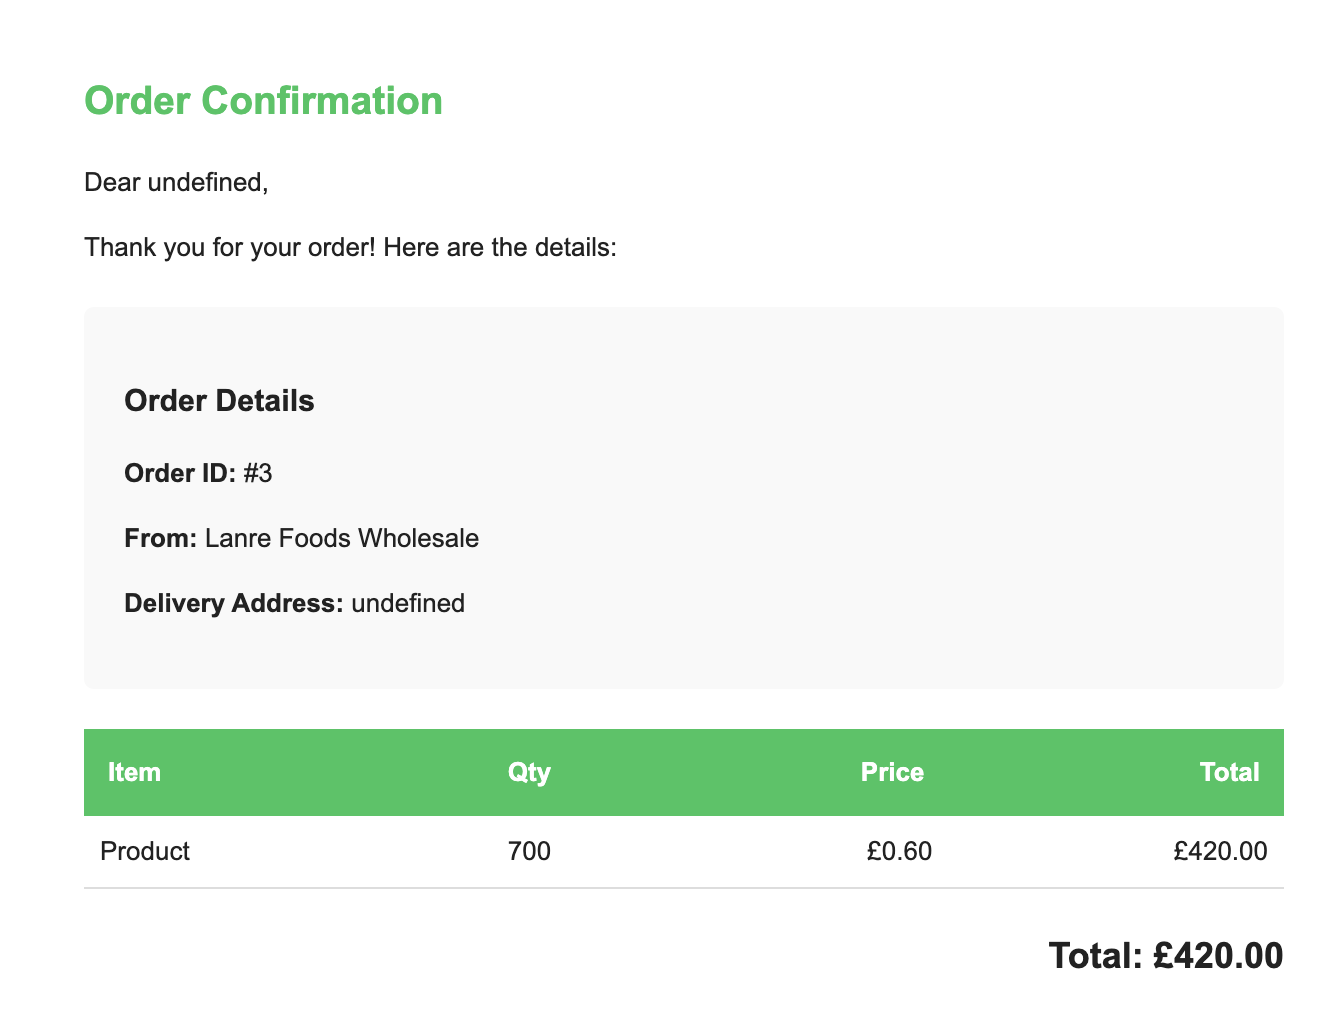 Order Confirmation
Dear undefined,
Thank you for your order! Here are the details:
Order Details
Order ID: #3
From: Lanre Foods Wholesale
Delivery Address: undefined
Item Qty Price Total
Product 700 £0.60 £420.00
Total: £420.00